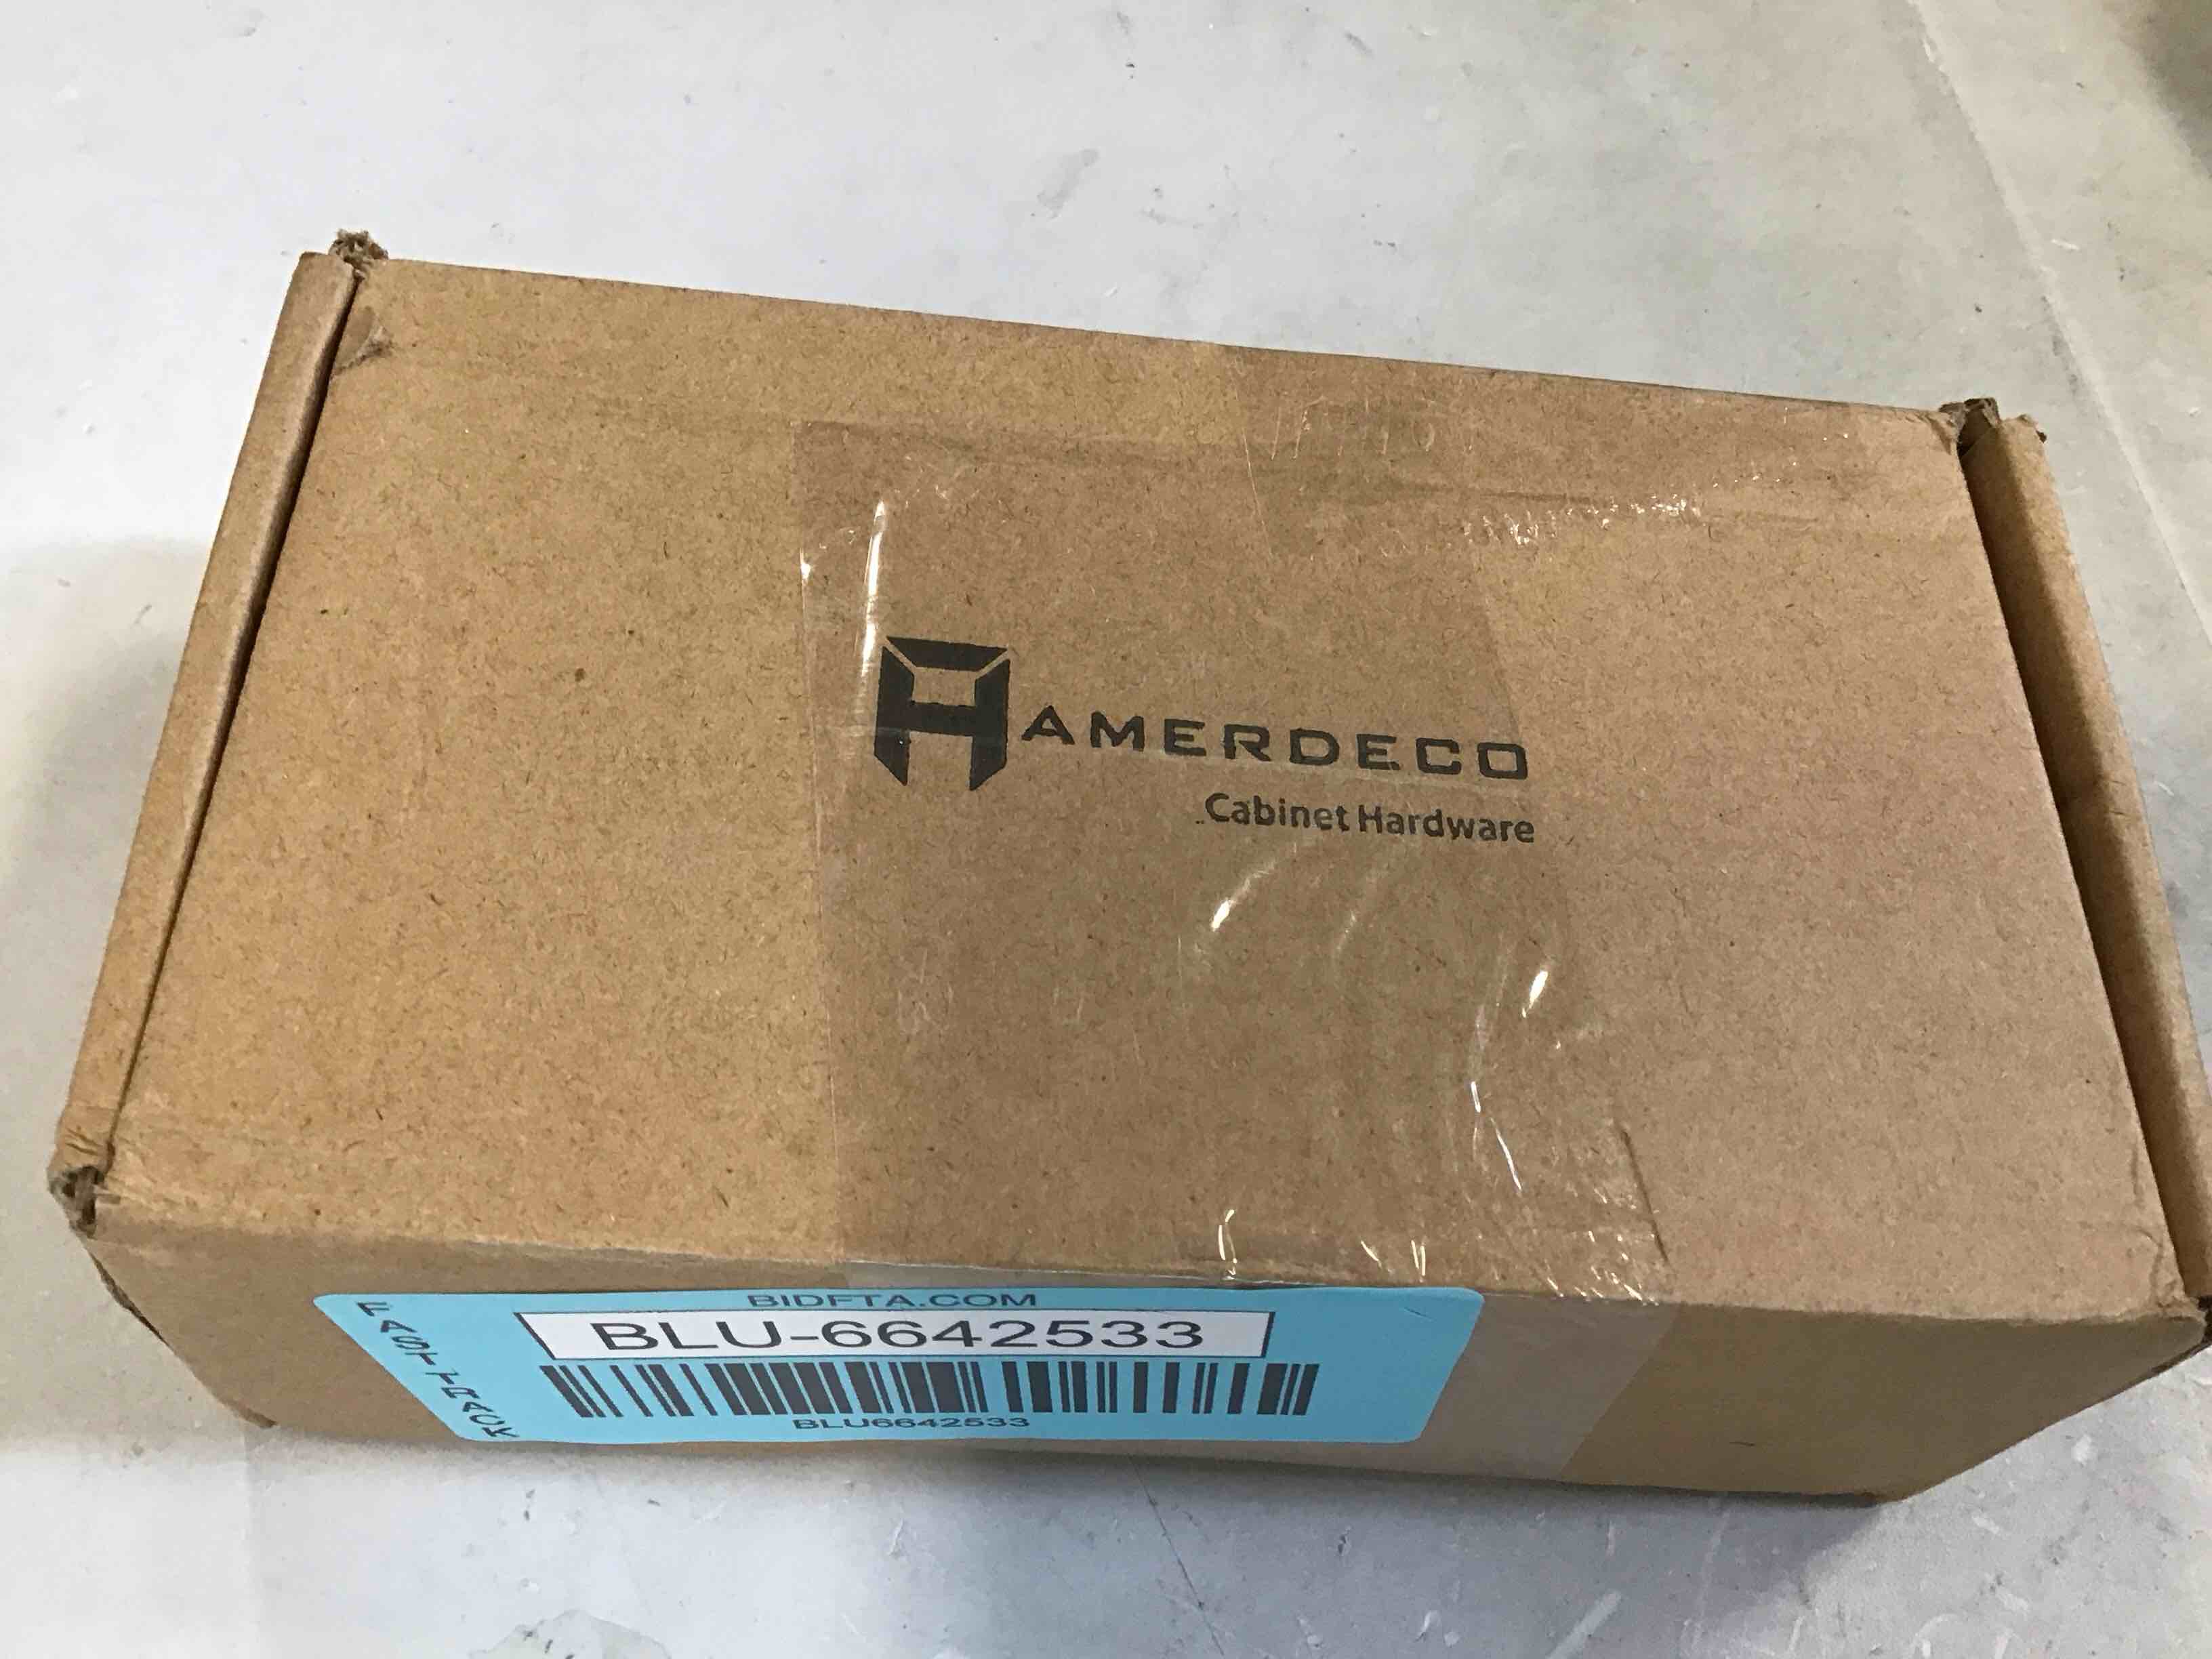 AMERDECO
Cabinet Hardware
BIDFTA.COM
FAST TRACK
BLU-6642533
BLU6642533